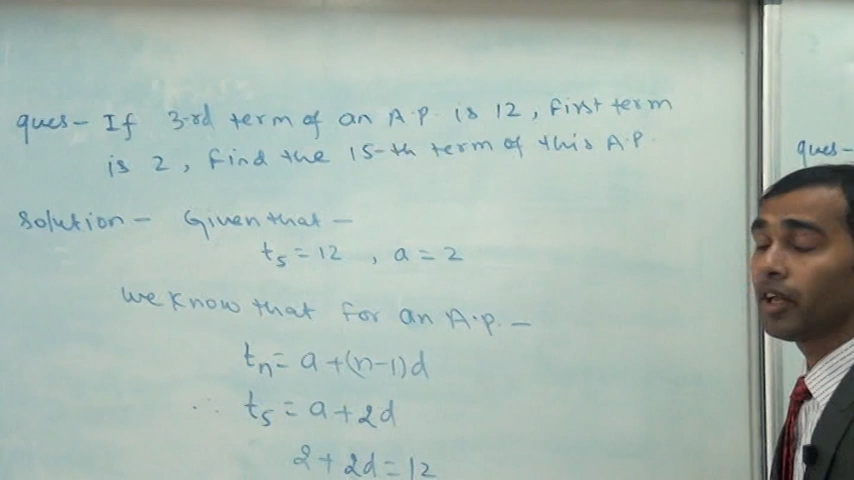 ques- If 3-rd term of an A.P. is 12, first term
is 2, find the 15-th term of this A.P.
Solution - Given that -
t5 = 12 , a = 2
We know that for an A.P. -
tn = a + (n-1)d
∴ t5 = a + 2d
2 + 2d = 12
ques-